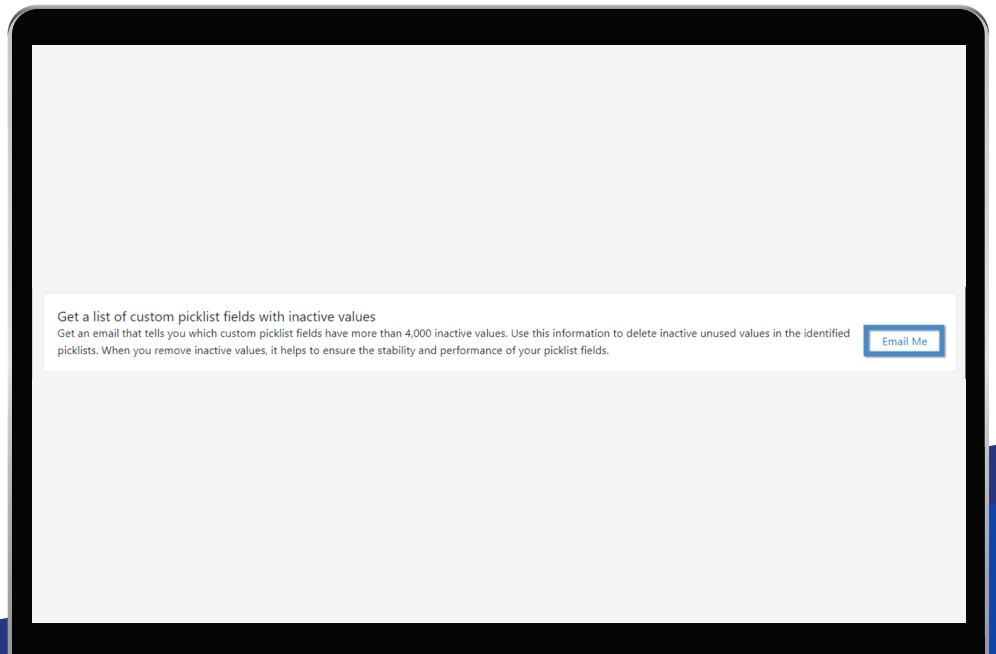 Get a list of custom picklist fields with inactive values
Get an email that tells you which custom picklist fields have more than 4,000 inactive values. Use this information to delete inactive unused values in the identified
picklists. When you remove inactive values, it helps to ensure the stability and performance of your picklist fields.
Email Me